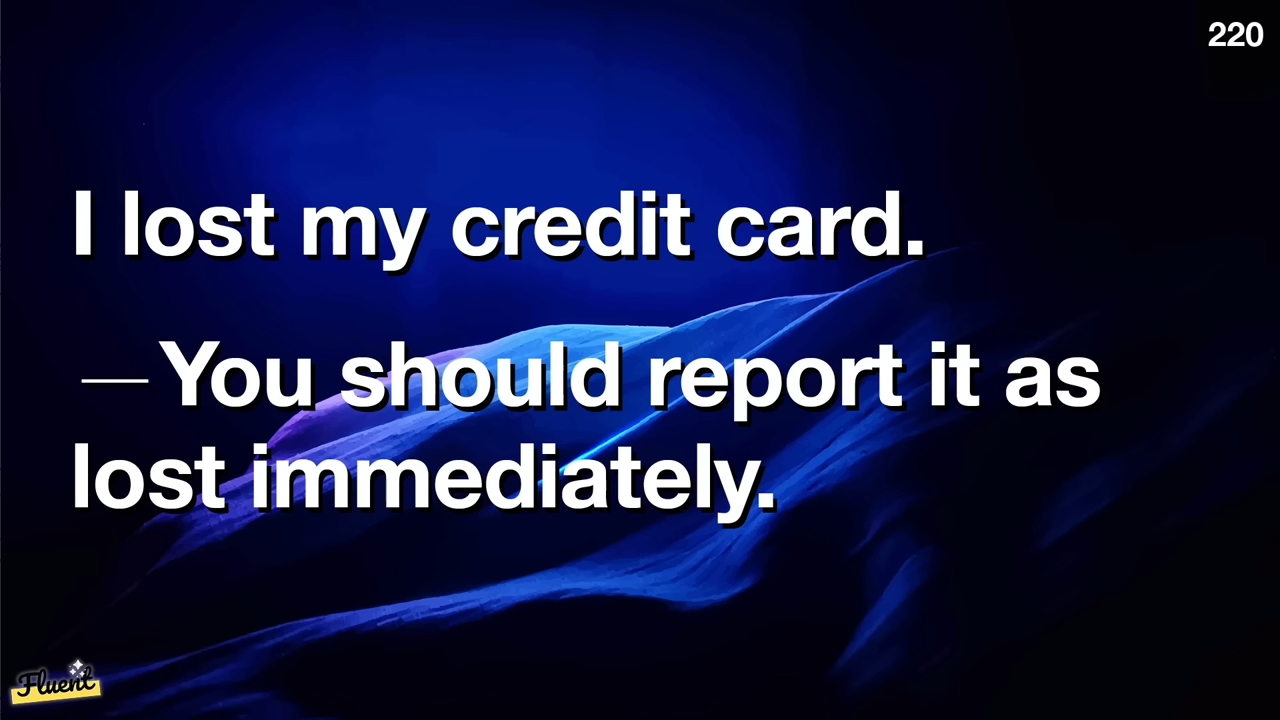 220
I lost my credit card.
— You should report it as
lost immediately.
Fluent